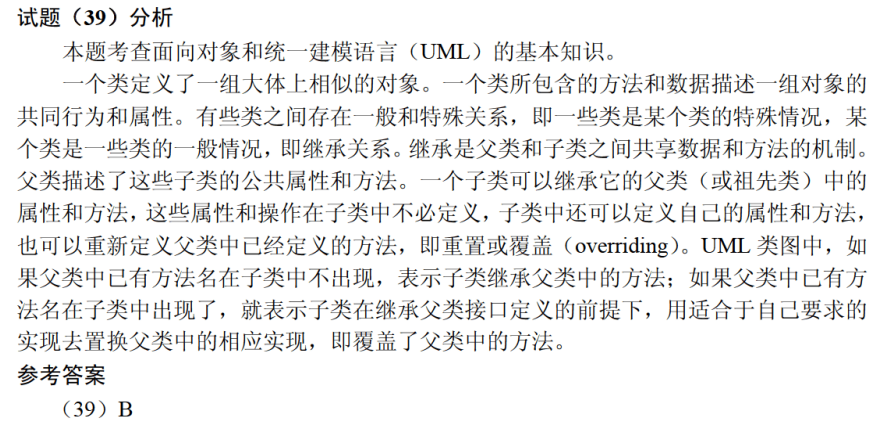 试题（39）分析
本题考查面向对象和统一建模语言（UML）的基本知识。
一个类定义了一组大体上相似的对象。一个类所包含的方法和数据描述一组对象的
共同行为和属性。有些类之间存在一般和特殊关系，即一些类是某个类的特殊情况，某
个类是一些类的一般情况，即继承关系。继承是父类和子类之间共享数据和方法的机制。
父类描述了这些子类的公共属性和方法。一个子类可以继承它的父类（或祖先类）中的
属性和方法，这些属性和操作在子类中不必定义，子类中还可以定义自己的属性和方法，
也可以重新定义父类中已经定义的方法，即重置或覆盖（overriding）。UML 类图中，如
果父类中已有方法名在子类中不出现，表示子类继承父类中的方法；如果父类中已有方
法名在子类中出现了，就表示子类在继承父类接口定义的前提下，用适合于自己要求的
实现去置换父类中的相应实现，即覆盖了父类中的方法。
参考答案
（39）B